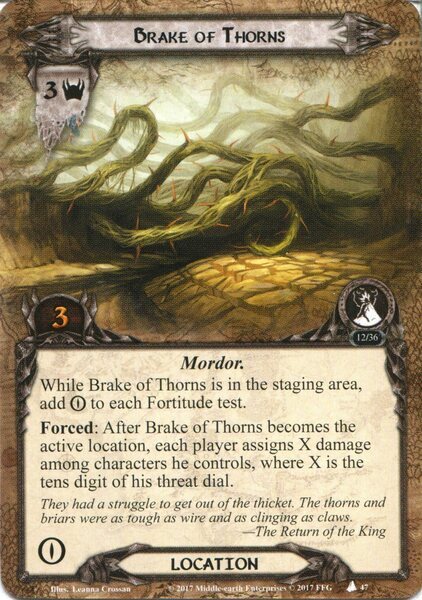 Brake of Thorns
3
3
12/36
Mordor.
While Brake of Thorns is in the staging area,
add to each Fortitude test.
Forced: After Brake of Thorns becomes the
active location, each player assigns X damage
among characters he controls, where X is the
tens digit of his threat dial.
They had a struggle to get out of the thicket. The thorns and
briars were as tough as wire and as clinging as claws.
—The Return of the King
LOCATION
Illus. Leanna Crossan © 2017 Middle-earth Enterprises © 2017 FFG 47